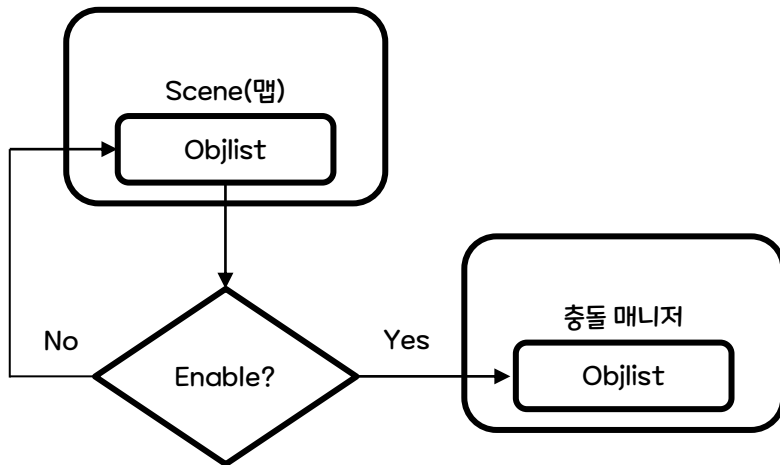 Scene(맵)
Objlist
No
Enable?
Yes
충돌 매니저
Objlist